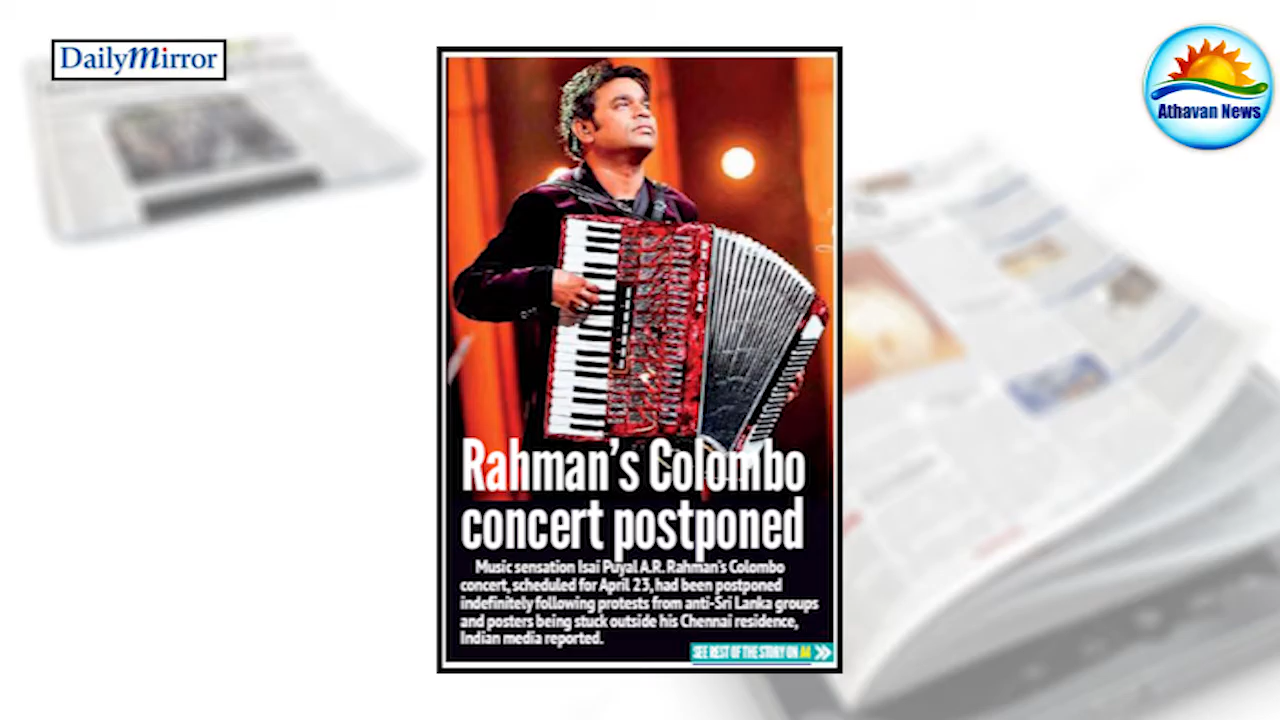 DailyMirror
Athavan News
Rahman's Colombo
concert postponed
Music sensation Isai Puyal A.R. Rahman's Colombo
concert, scheduled for April 23, had been postponed
indefinitely following protests from anti-Sri Lanka groups
and posters being stuck outside his Chennai residence,
Indian media reported.
SEE REST OF THE STORY ON A4